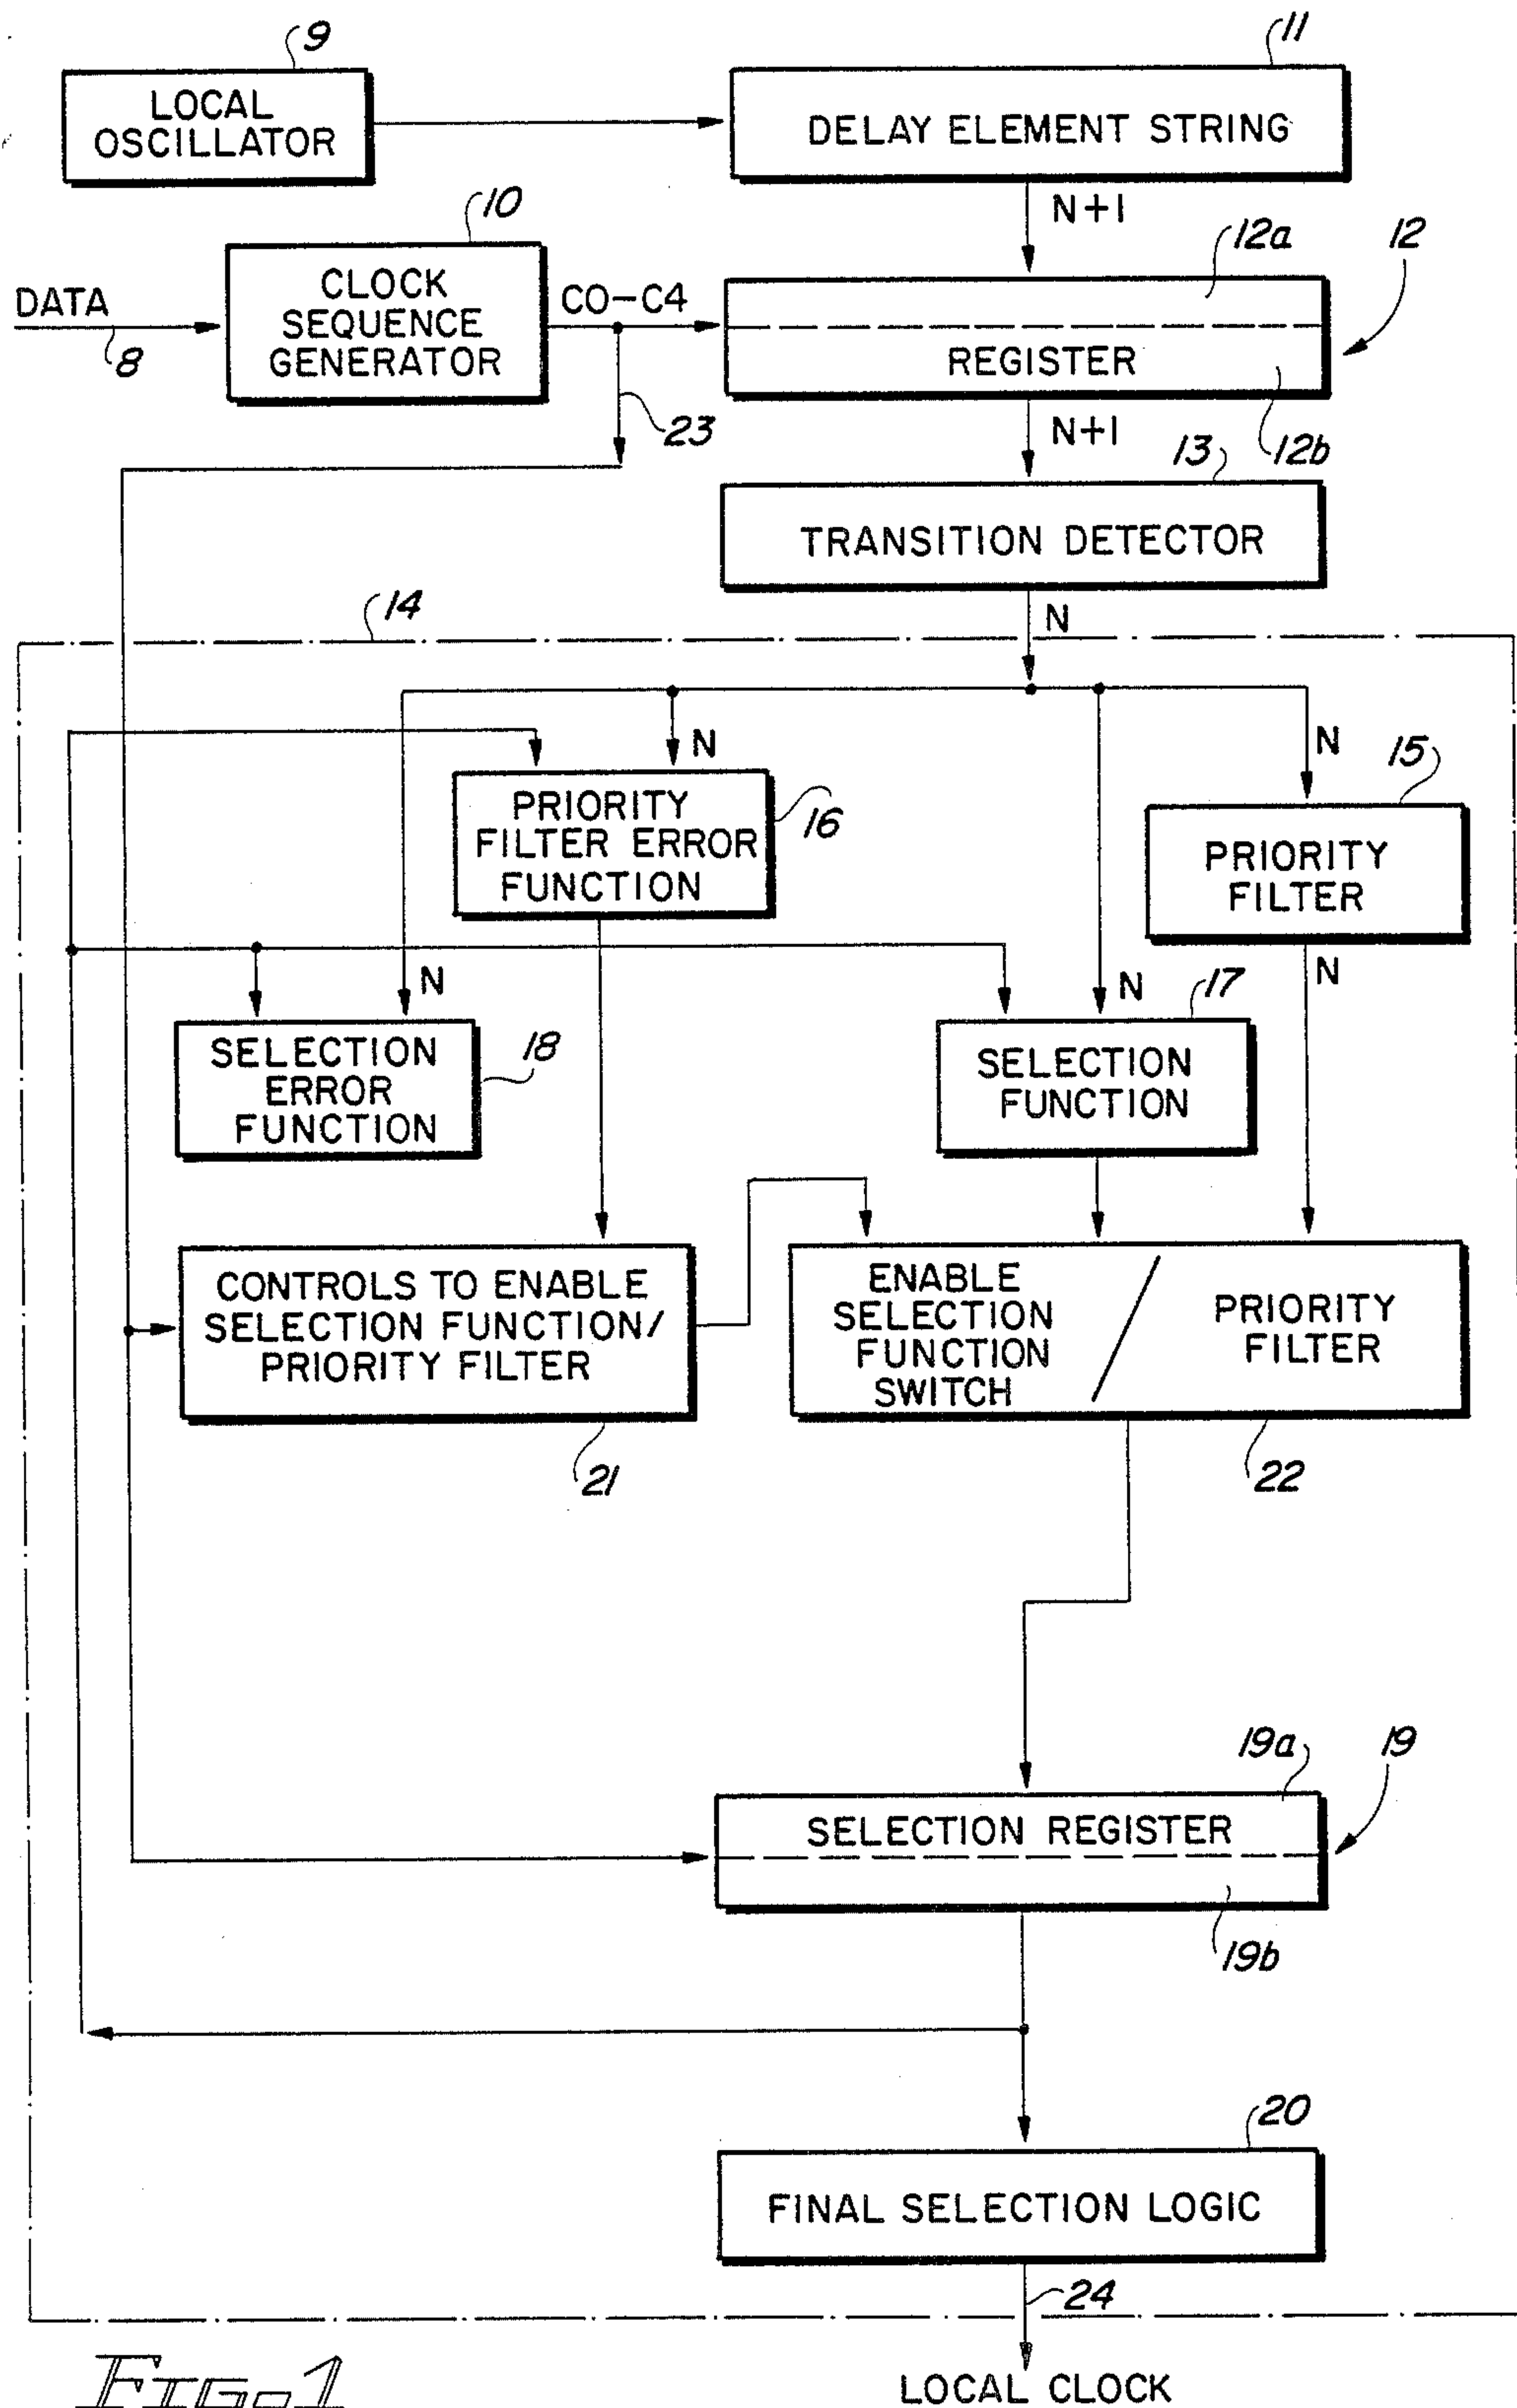 9
LOCAL
OSCILLATOR
11
DELAY ELEMENT STRING
N+1
10
DATA
8
CLOCK
SEQUENCE
GENERATOR
CO-C4
23
12a
12
REGISTER
12b
N+1
13
TRANSITION DETECTOR
N
14
N
N
15
PRIORITY
FILTER ERROR
FUNCTION
16
PRIORITY
FILTER
N
N
N
17
SELECTION
ERROR
FUNCTION
18
SELECTION
FUNCTION
CONTROLS TO ENABLE
SELECTION FUNCTION/
PRIORITY FILTER
21
ENABLE
SELECTION
FUNCTION
SWITCH
/
PRIORITY
FILTER
22
19a
19
SELECTION REGISTER
19b
20
FINAL SELECTION LOGIC
24
LOCAL CLOCK
FIG. 1